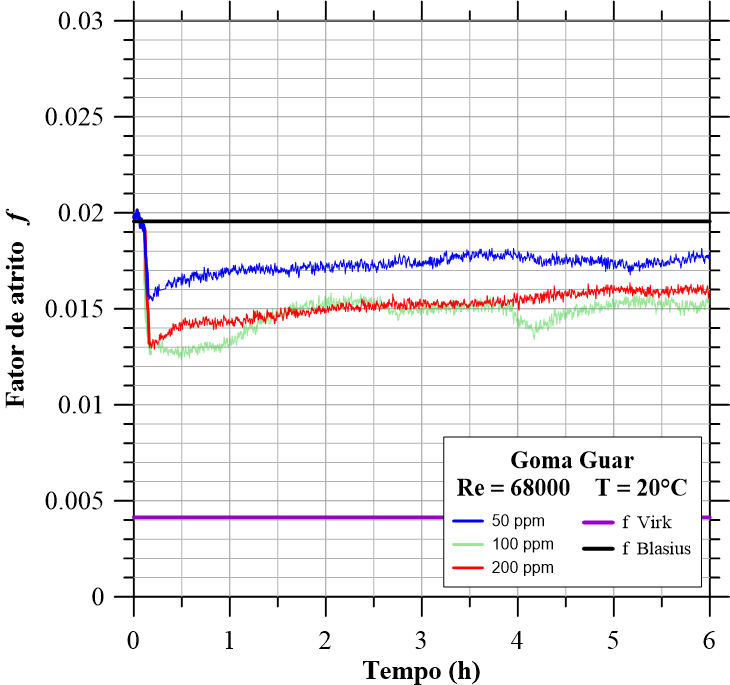 0.03
0.025
0.02
0.015
0.01
0.005
0
Fator de atrito f
Goma Guar
Re = 68000 T = 20°C
50 ppm f Virk
100 ppm f Blasius
200 ppm
0 1 2 3 4 5 6
Tempo (h)